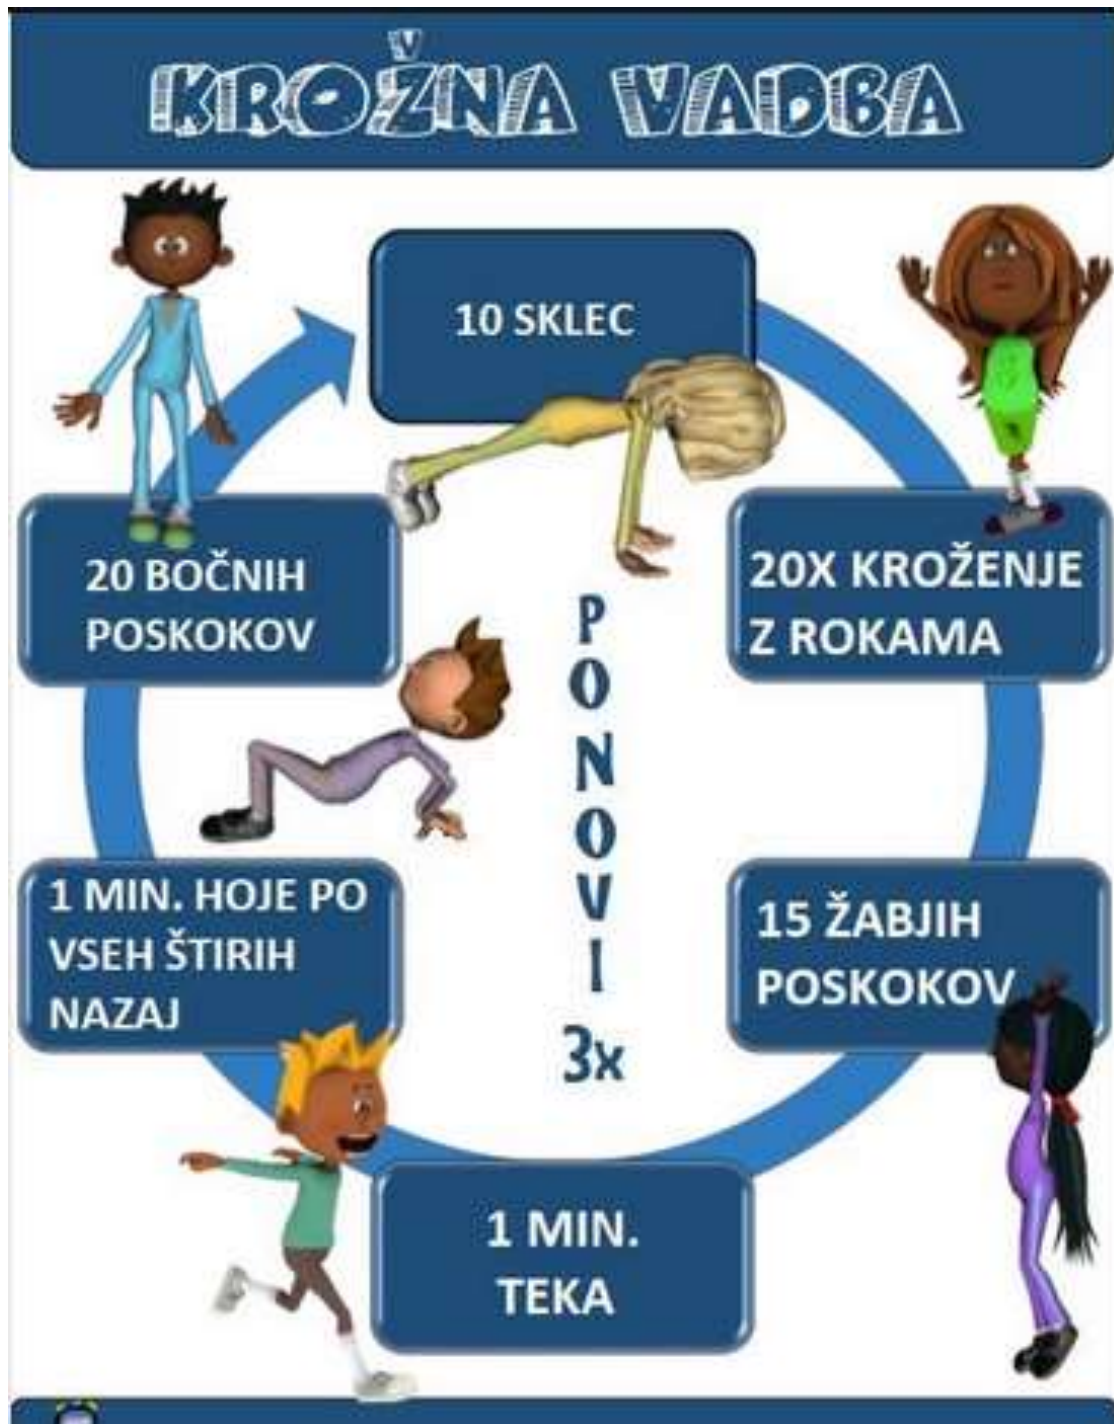 KROŽNA VADBA
10 SKLEC
20X KROŽENJE
Z ROKAMA
15 ŽABJIH
POSKOKOV
1 MIN.
TEKA
1 MIN. HOJE PO
VSEH ŠTIRIH
NAZAJ
20 BOČNIH
POSKOKOV
PONOVI
3x